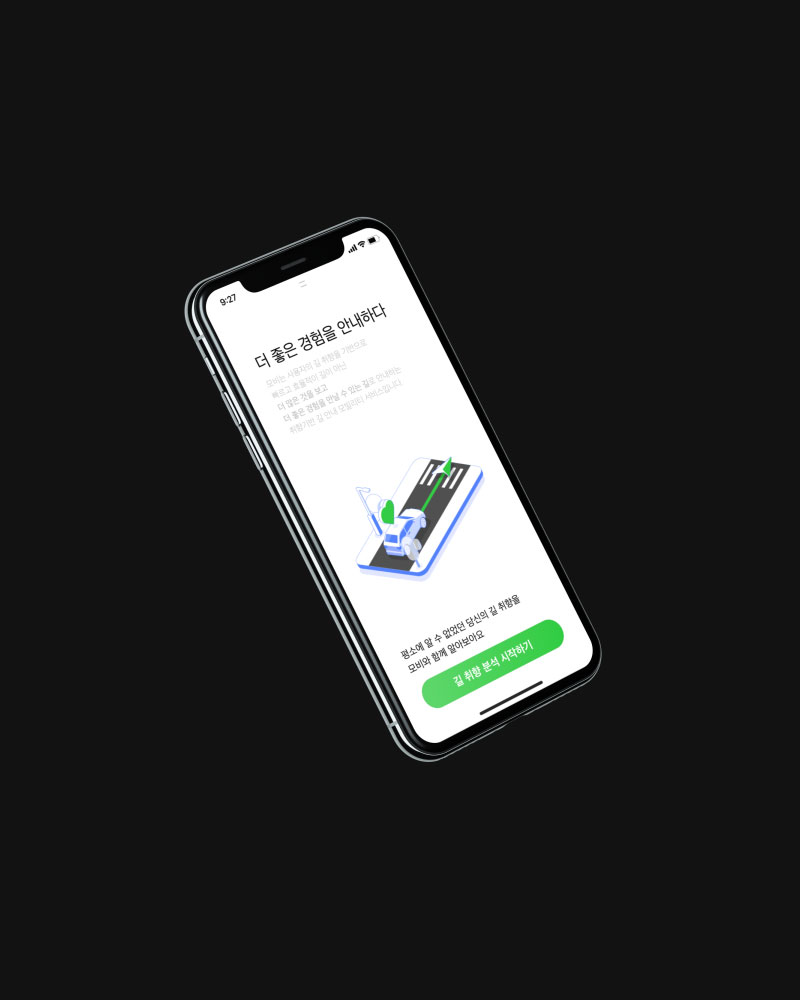 9:27
더 좋은 경험을 안내하다
모비는 사용자의 길 취향을 기반으로
빠르고 효율적인 길이 아닌
더 많은 것을 보고
더 좋은 경험을 만날 수 있는 길로 안내하는
취향기반 길 안내 모빌리티 서비스입니다
평소에 알 수 없었던 당신의 길 취향을
모비와 함께 알아보아요
길 취향 분석 시작하기